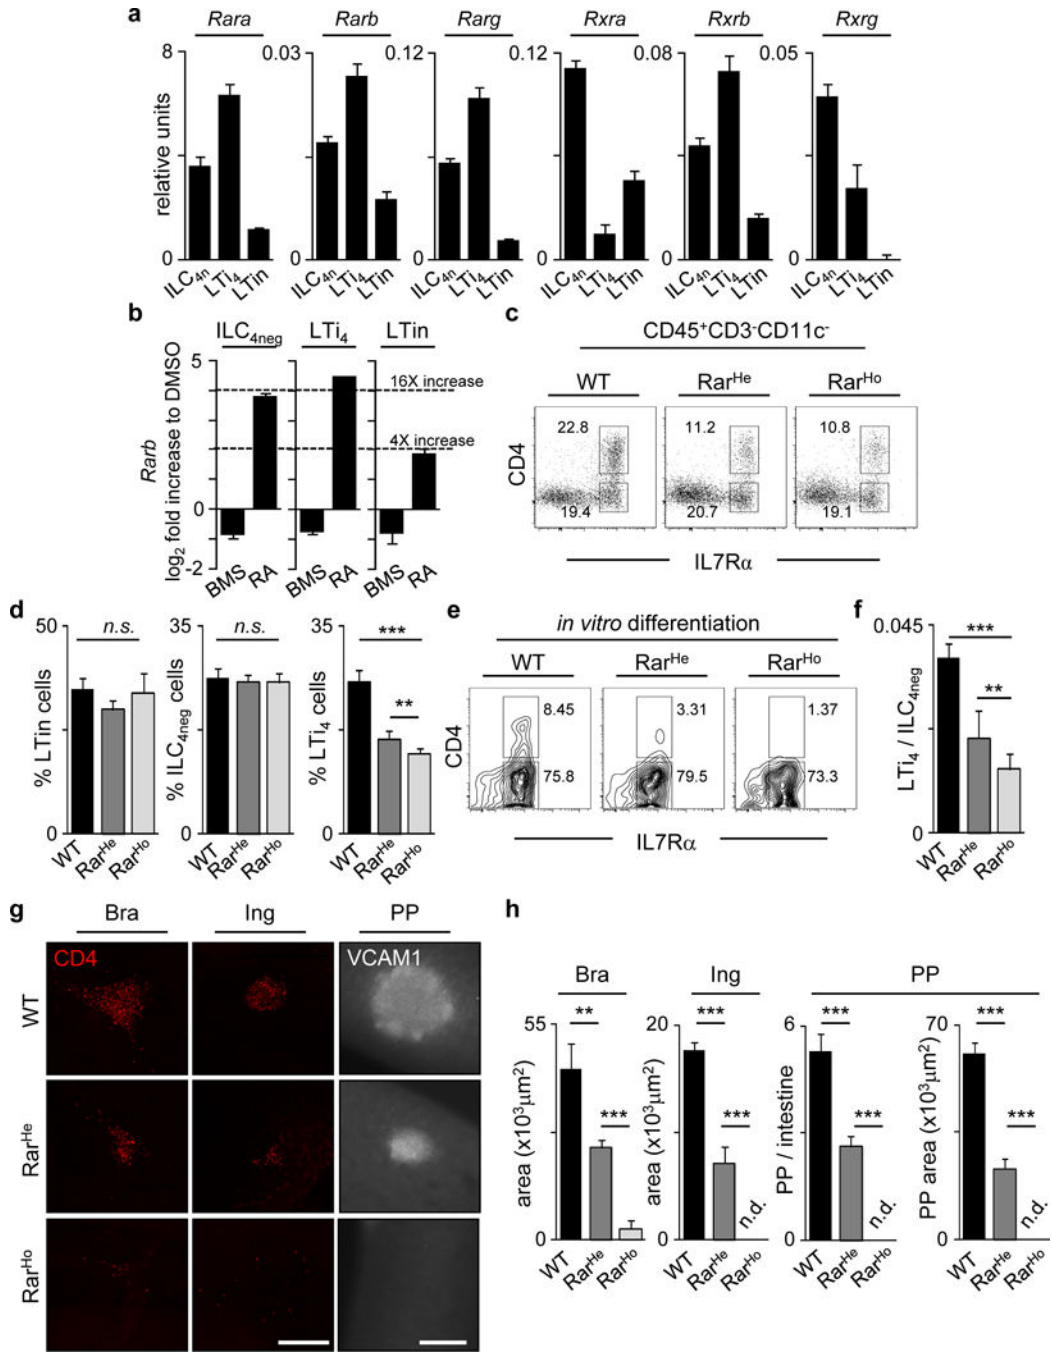 a
Rara Rarb Rarg Rxra Rxrb Rxrg
8 0.03 0.12 0.08 0.05
relative units
0 0 0 0 0 0
ILC4n LTi4 LTin ILC4n LTi4 LTin ILC4n LTi4 LTin ILC4n LTi4 LTin ILC4n LTi4 LTin ILC4n LTi4 LTin
b
ILC4neg LTi4 LTin
Rarb
log2 fold increase to DMSO
5
0
-2
16X increase
4X increase
BMS RA BMS RA BMS RA
c
CD45+CD3-CD11c-
WT RarHe RarHo
CD4
22.8 11.2 10.8
19.4 20.7 19.1
IL7Rα
d
50 35 35
n.s. n.s. ***
**
% LTin cells
% ILC4neg cells
% LTi4 cells
0 0 0
WT RarHe RarHo WT RarHe RarHo WT RarHe RarHo
e
in vitro differentiation
WT RarHe RarHo
CD4
8.45 3.31 1.37
75.8 79.5 73.3
IL7Rα
f
0.045
***
**
LTi4 / ILC4neg
0
WT RarHe RarHo
g
Bra Ing PP
CD4 VCAM1
WT
RarHe
RarHo
h
Bra Ing PP
55 20 6 70
** *** *** ***
*** *** *** ***
area (x10³µm²)
area (x10³µm²)
PP / intestine
PP area (x10³µm²)
n.d. n.d. n.d.
0 0 0 0
WT RarHe RarHo WT RarHe RarHo WT RarHe RarHo WT RarHe RarHo